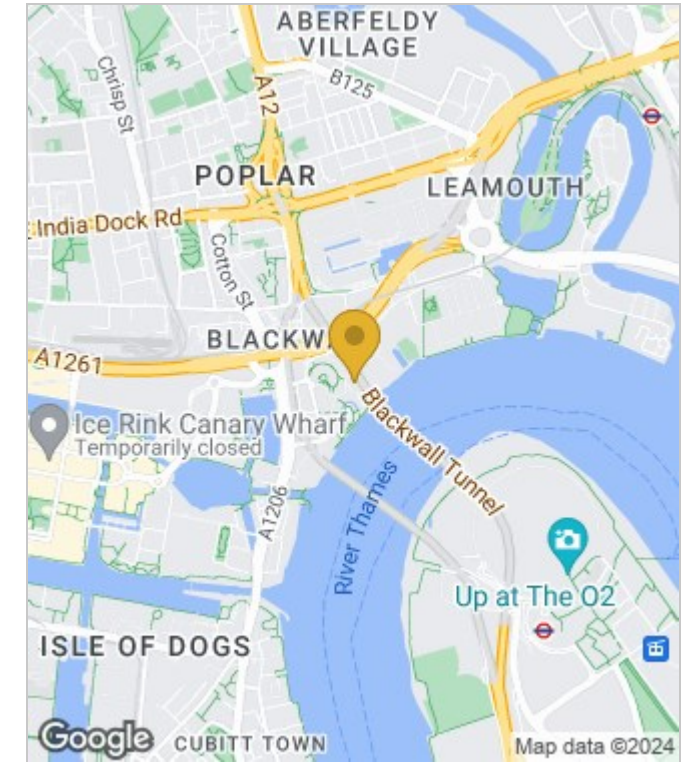 ABERFELDY
VILLAGE
Chrisp St
A12
B125
POPLAR
LEAMOUTH
India Dock Rd
Cotton St
BLACKW
A1261
Ice Rink Canary Wharf
Temporarily closed
Blackwall Tunnel
A1206
River Thames
Up at The O2
ISLE OF DOGS
Google
CUBITT TOWN
Map data ©2024